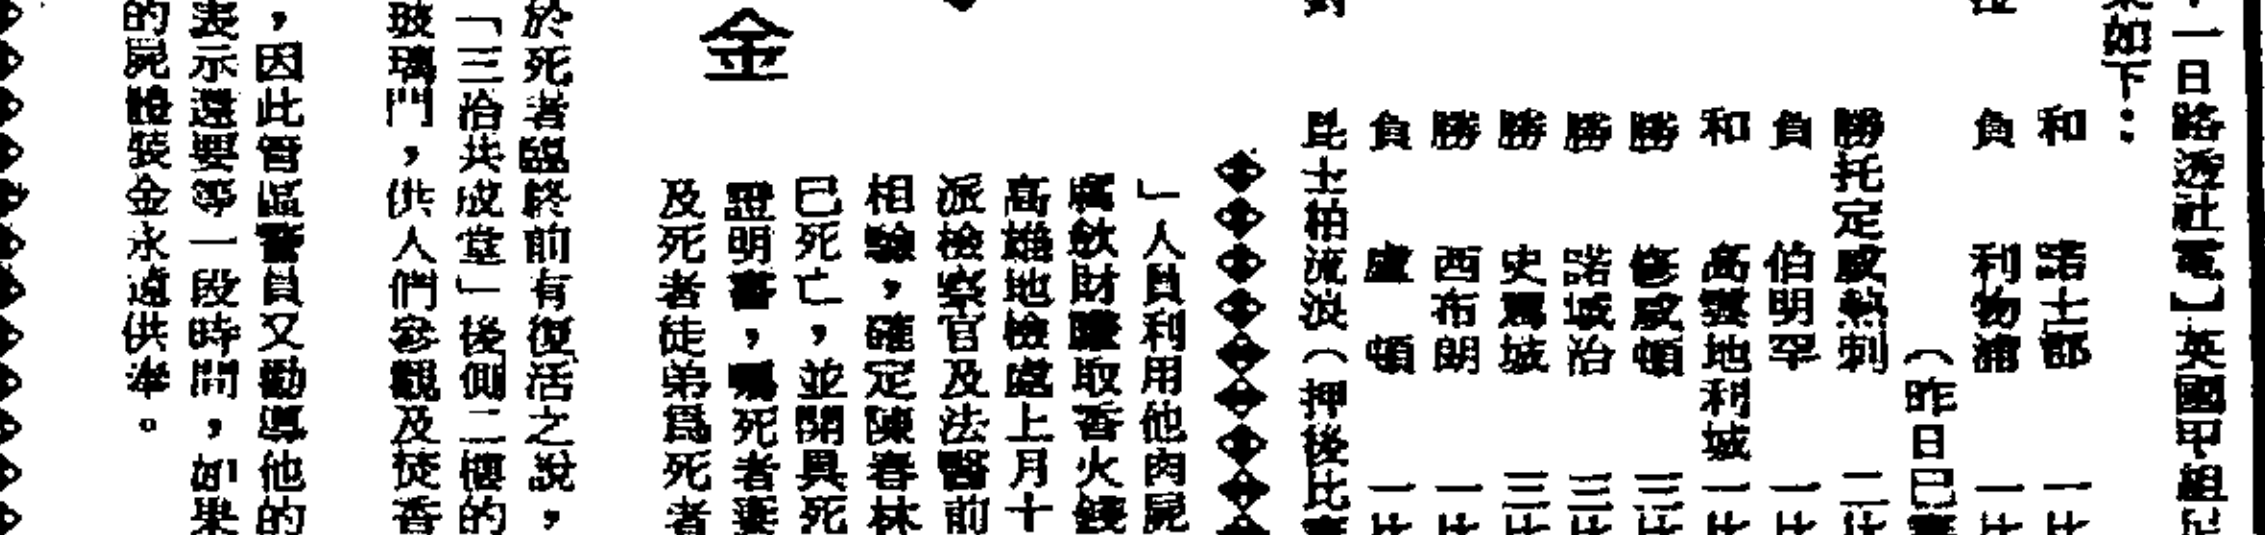 一日路透社電】英國甲組足
果如下：
和　諾士郡　一比
負　利物浦　一比
（昨日已賽
勝托定咸熱刺　二比
負　伯明罕　一比
和　高雲地利城　一比
勝　修咸頓　三比
勝　諾域治　三比
勝　史篤城　三比
勝　西布朗　一比
負　盧頓　一比
昆士柏流浪（押後比賽
」人員利用他肉屍
歛財騙取香火錢
高雄地檢處上月十
派檢察官及法醫前
相驗，確定陳春林
已死亡，並開具死
證明書，囑死者妻
及死者徒弟爲死者
金
於死者臨終前有復活之說，
「三治共成堂」後側二樓的
玻璃門，供人們參觀及焚香
，因此管區警員又勸導他的
表示還要等一段時間，如果
的屍體裝金永遠供奉。